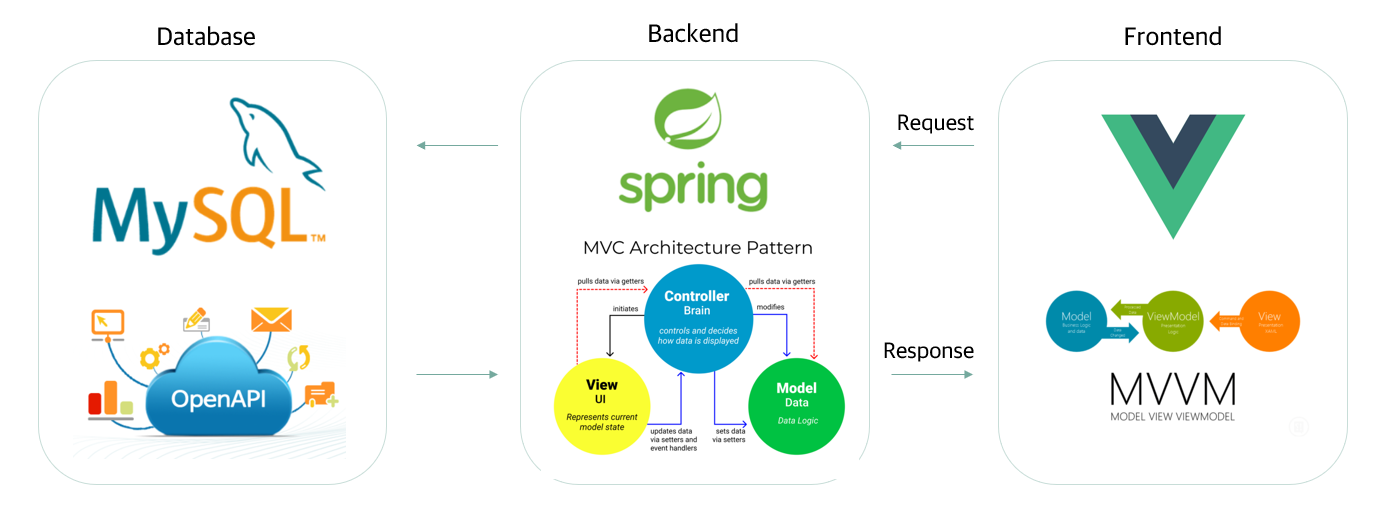 Database
Backend
Frontend
MySQL™
OpenAPI
spring
MVC Architecture Pattern
pulls data via getters
pulls data via getters
Controller
Brain
controls and decides
how data is displayed
initiates
modifies
View
UI
Represents current
model state
Model
Data
Data Logic
updates data
via setters and
event handlers
sets data
via setters
Request
Response
Model
Business Logic
and data
ViewModel
Presentation
Logic
View
Presentation
Data
Changed
MVVM
MODEL VIEW VIEWMODEL